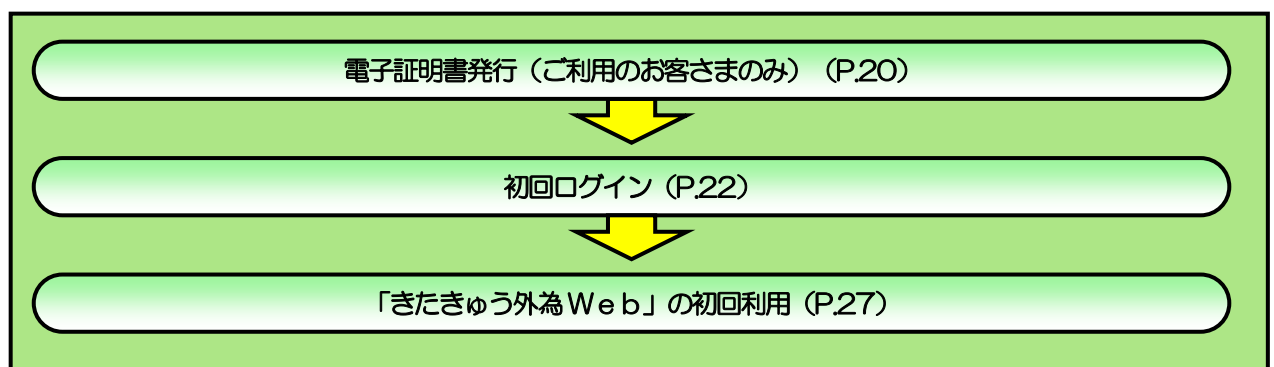 電子証明書発行（ご利用のお客さまのみ）（P.20）
初回ログイン（P.22）
「きたきゅう外為Ｗｅｂ」の初回利用（P.27）